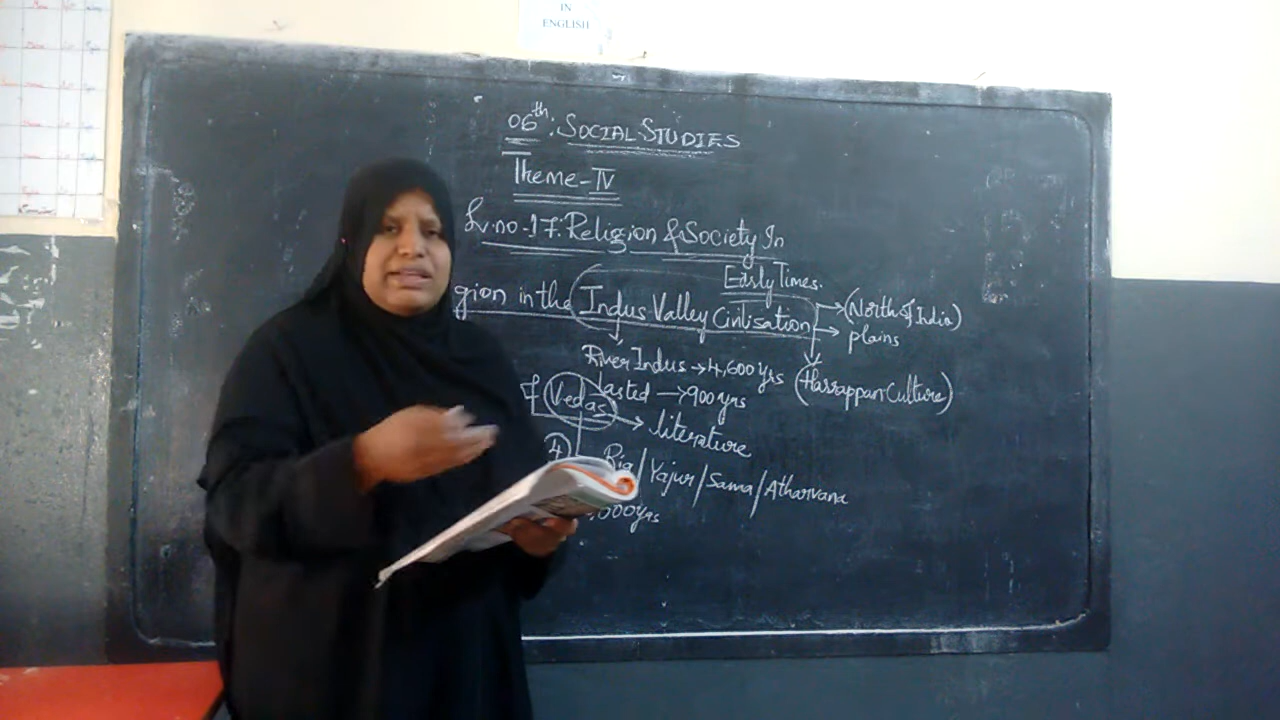 IN
ENGLISH
06th: SOCIAL STUDIES
Theme-IV
L.no-17. Religion & Society In
Early Times.
gion in the Indus Valley Civilisation → (North of India)
→ plains
River Indus → 4,600 yrs (Harrappan Culture)
lasted → 900 yrs
of Vedas → literature
4 Rig / Yajur / Sama / Atharvana
,000 yrs